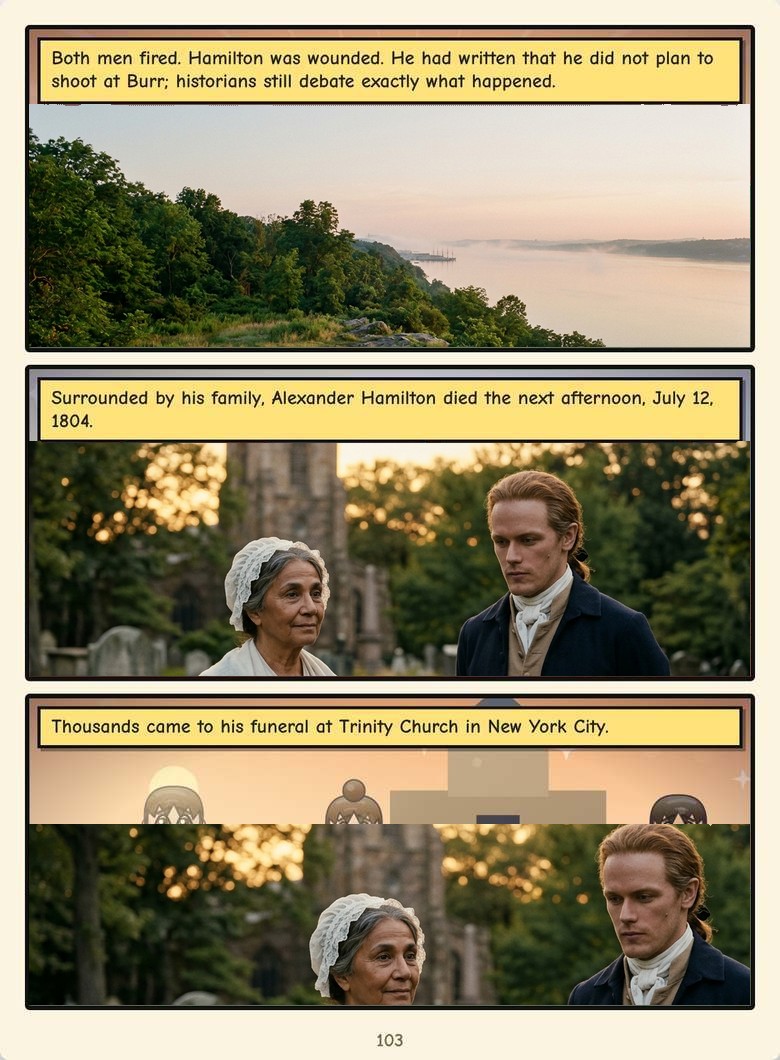 Both men fired. Hamilton was wounded. He had written that he did not plan to
shoot at Burr; historians still debate exactly what happened.
Surrounded by his family, Alexander Hamilton died the next afternoon, July 12,
1804.
Thousands came to his funeral at Trinity Church in New York City.
103